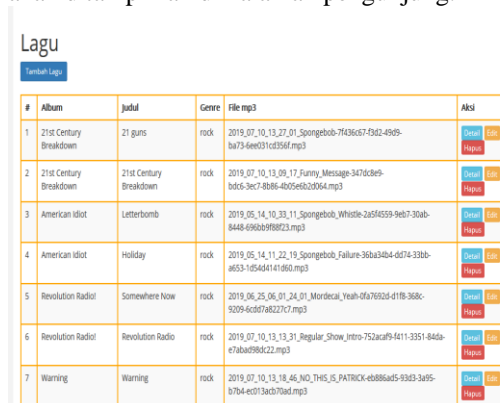 Lagu
Tambah Lagu
# Album Judul Genre File mp3 Aksi
1 21st Century 21 guns rock 2019_07_10_13_27_01_Spongebob-7f436c67-f3d2-49d9- Detail Edit
Breakdown ba73-6ee031cd356f.mp3 Hapus
2 21st Century 21st Century rock 2019_07_10_13_09_17_Funny_Message-347dc8e9- Detail Edit
Breakdown Breakdown bdc6-3ec7-8b86-4b05e6b2d064.mp3 Hapus
3 American Idiot Letterbomb rock 2019_05_14_10_33_11_Spongebob_Whistle-2a5f4559-9eb7-30ab- Detail Edit
8448-696bb9f88f23.mp3 Hapus
4 American Idiot Holiday rock 2019_05_14_11_22_19_Spongebob_Failure-36ba34b4-dd74-33bb- Detail Edit
a653-1d54d4141d60.mp3 Hapus
5 Revolution Radio! Somewhere Now rock 2019_06_25_06_01_24_01_Mordecai_Yeah-0fa7692d-d1f8-368c- Detail Edit
9209-6cdd7a8227c7.mp3 Hapus
6 Revolution Radio! Revolution Radio rock 2019_07_10_13_13_31_Regular_Show_Intro-752acaf9-f411-3351-84da- Detail Edit
e7abad98dc22.mp3 Hapus
7 Warning Warning rock 2019_07_10_13_18_46_NO_THIS_IS_PATRICK-eb886ad5-93d3-3a95- Detail Edit
b7b4-ec013acb70ad.mp3 Hapus